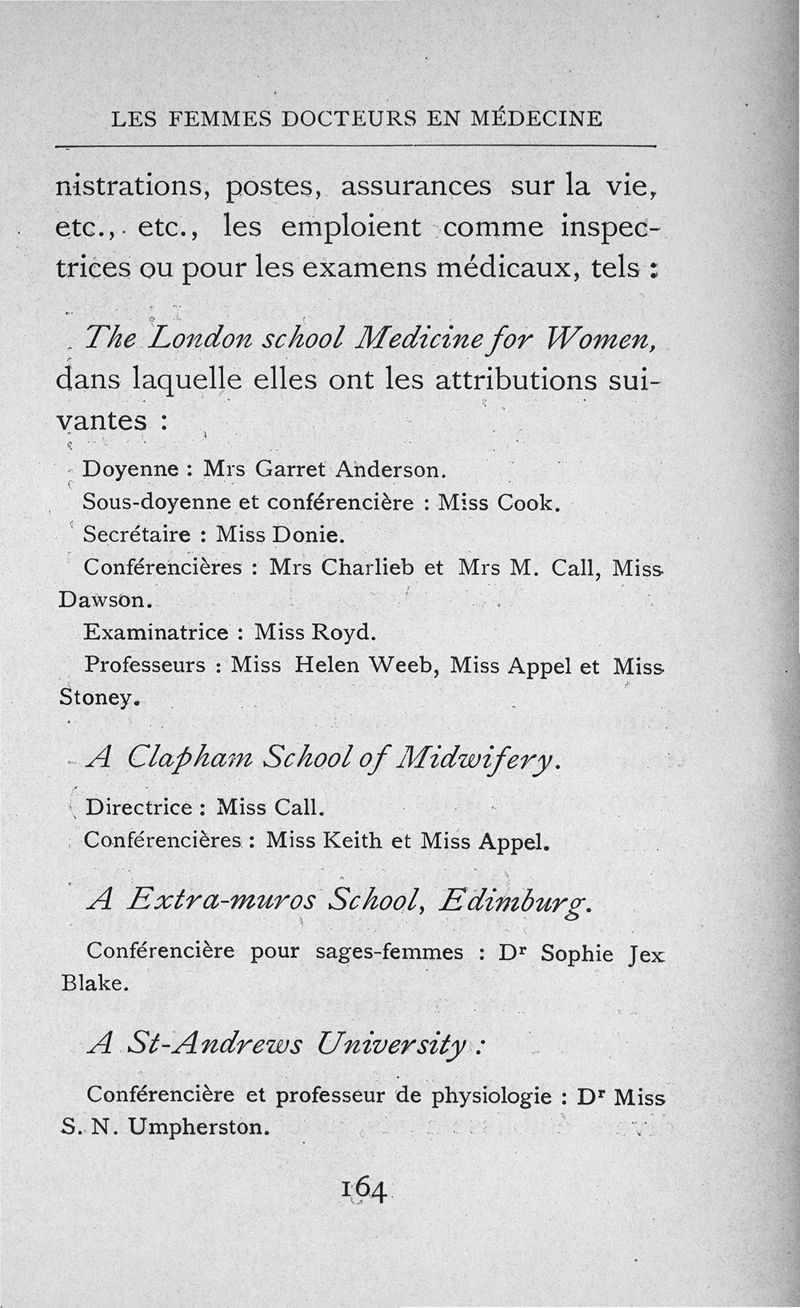 LES FEMMES DOCTEURS EN MÉDECINE
nistrations, postes, assurances sur la vie,
etc., etc., les emploient comme inspec-
trices ou pour les examens médicaux, tels :
The London school Medicine for Women,
dans laquelle elles ont les attributions sui-
vantes :
Doyenne : Mrs Garret Anderson.
Sous-doyenne et conférencière : Miss Cook.
Secrétaire : Miss Donie.
Conférencières : Mrs Charlieb et Mrs M. Call, Miss
Dawson.
Examinatrice : Miss Royd.
Professeurs : Miss Helen Weeb, Miss Appel et Miss
Stoney.
A Clapham School of Midwifery.
Directrice : Miss Call.
Conférencières : Miss Keith et Miss Appel.
A Extra-muros School, Edimburg.
Conférencière pour sages-femmes : Dr Sophie Jex
Blake.
A St-Andrews University :
Conférencière et professeur de physiologie : Dr Miss
S. N. Umpherston.
164